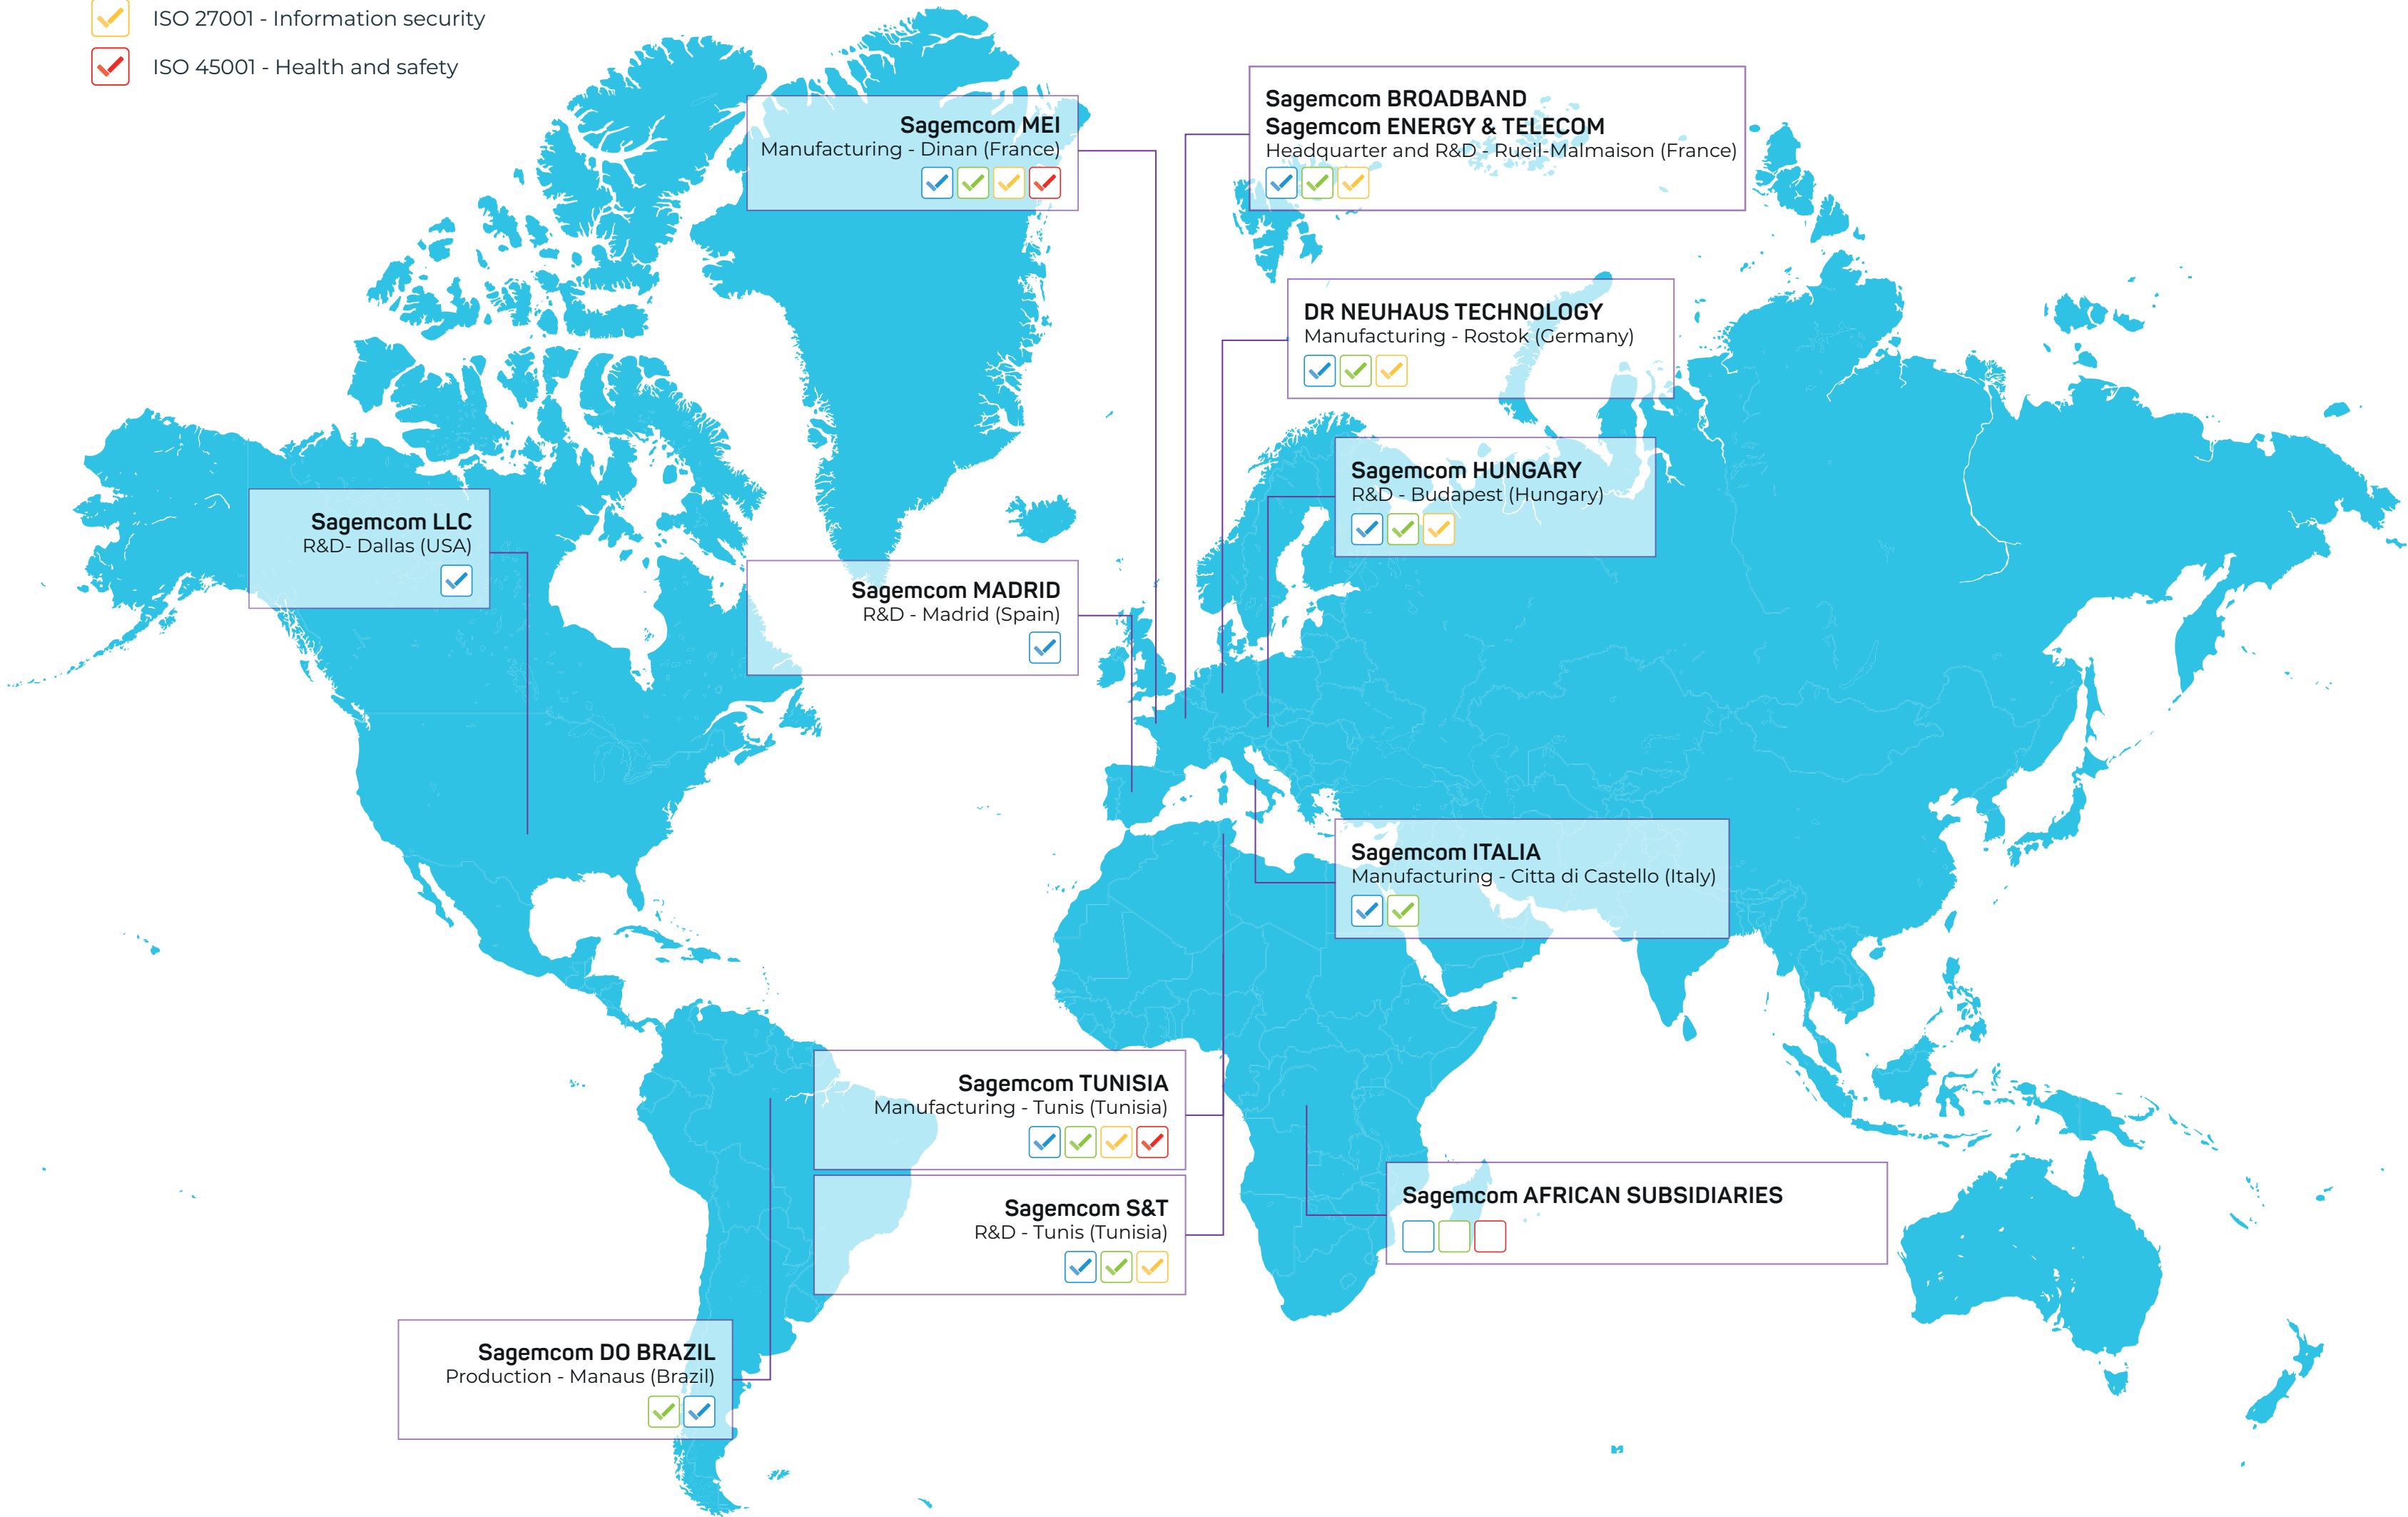 ISO 27001 - Information security
ISO 45001 - Health and safety
Sagemcom MEI
Manufacturing - Dinan (France)
Sagemcom BROADBAND
Sagemcom ENERGY & TELECOM
Headquarter and R&D - Rueil-Malmaison (France)
DR NEUHAUS TECHNOLOGY
Manufacturing - Rostok (Germany)
Sagemcom HUNGARY
R&D - Budapest (Hungary)
Sagemcom LLC
R&D- Dallas (USA)
Sagemcom MADRID
R&D - Madrid (Spain)
Sagemcom ITALIA
Manufacturing - Citta di Castello (Italy)
Sagemcom TUNISIA
Manufacturing - Tunis (Tunisia)
Sagemcom S&T
R&D - Tunis (Tunisia)
Sagemcom AFRICAN SUBSIDIARIES
Sagemcom DO BRAZIL
Production - Manaus (Brazil)